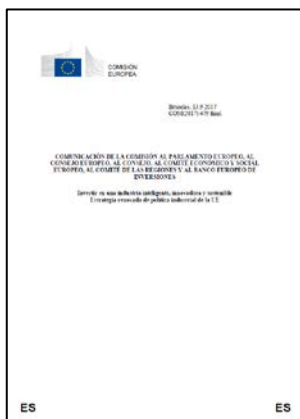 COMISIÓN
EUROPEA
Bruselas, 13.9.2017
COM(2017) 479 final
COMUNICACIÓN DE LA COMISIÓN AL PARLAMENTO EUROPEO, AL
CONSEJO EUROPEO, AL CONSEJO, AL COMITÉ ECONÓMICO Y SOCIAL
EUROPEO, AL COMITÉ DE LAS REGIONES Y AL BANCO EUROPEO DE
INVERSIONES
Invertir en una industria inteligente, innovadora y sostenible
Estrategia renovada de política industrial de la UE
ES
ES